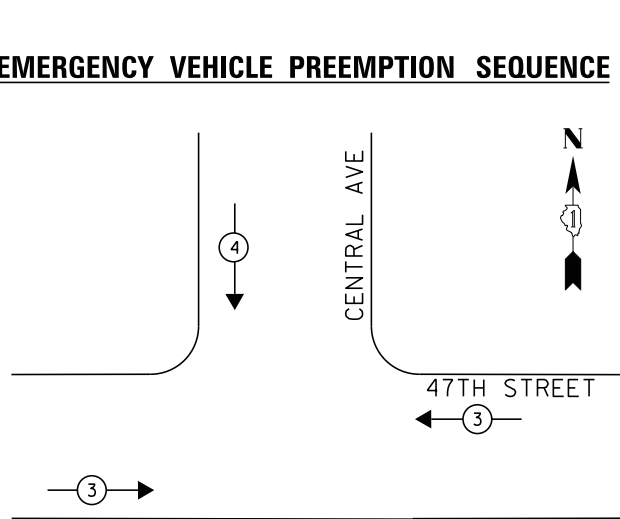 EMERGENCY VEHICLE PREEMPTION SEQUENCE
N
1
4
CENTRAL AVE
47TH STREET
3
3